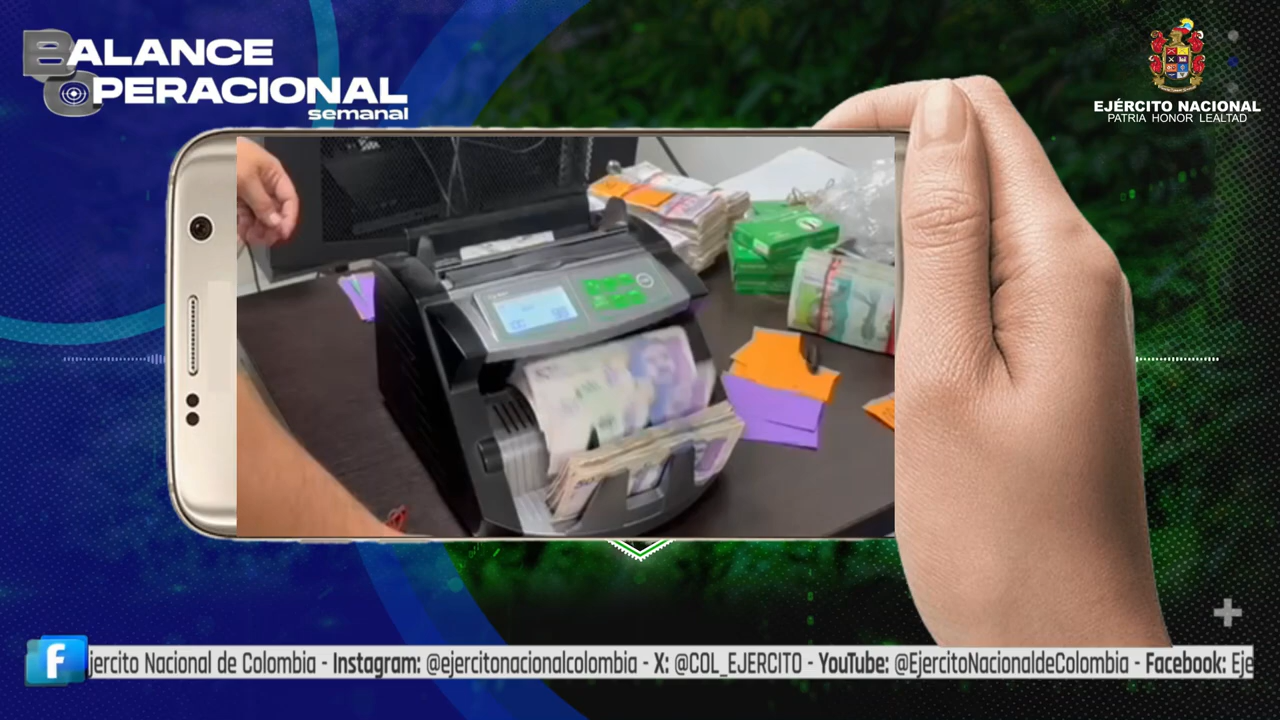 BALANCE
OPERACIONAL
semanal
EJÉRCITO NACIONAL
PATRIA HONOR LEALTAD
jercito Nacional de Colombia - Instagram: @ejercitonacionalcolombia - X: @COL_EJERCITO - YouTube: @EjercitoNacionaldeColombia - Facebook: Eje